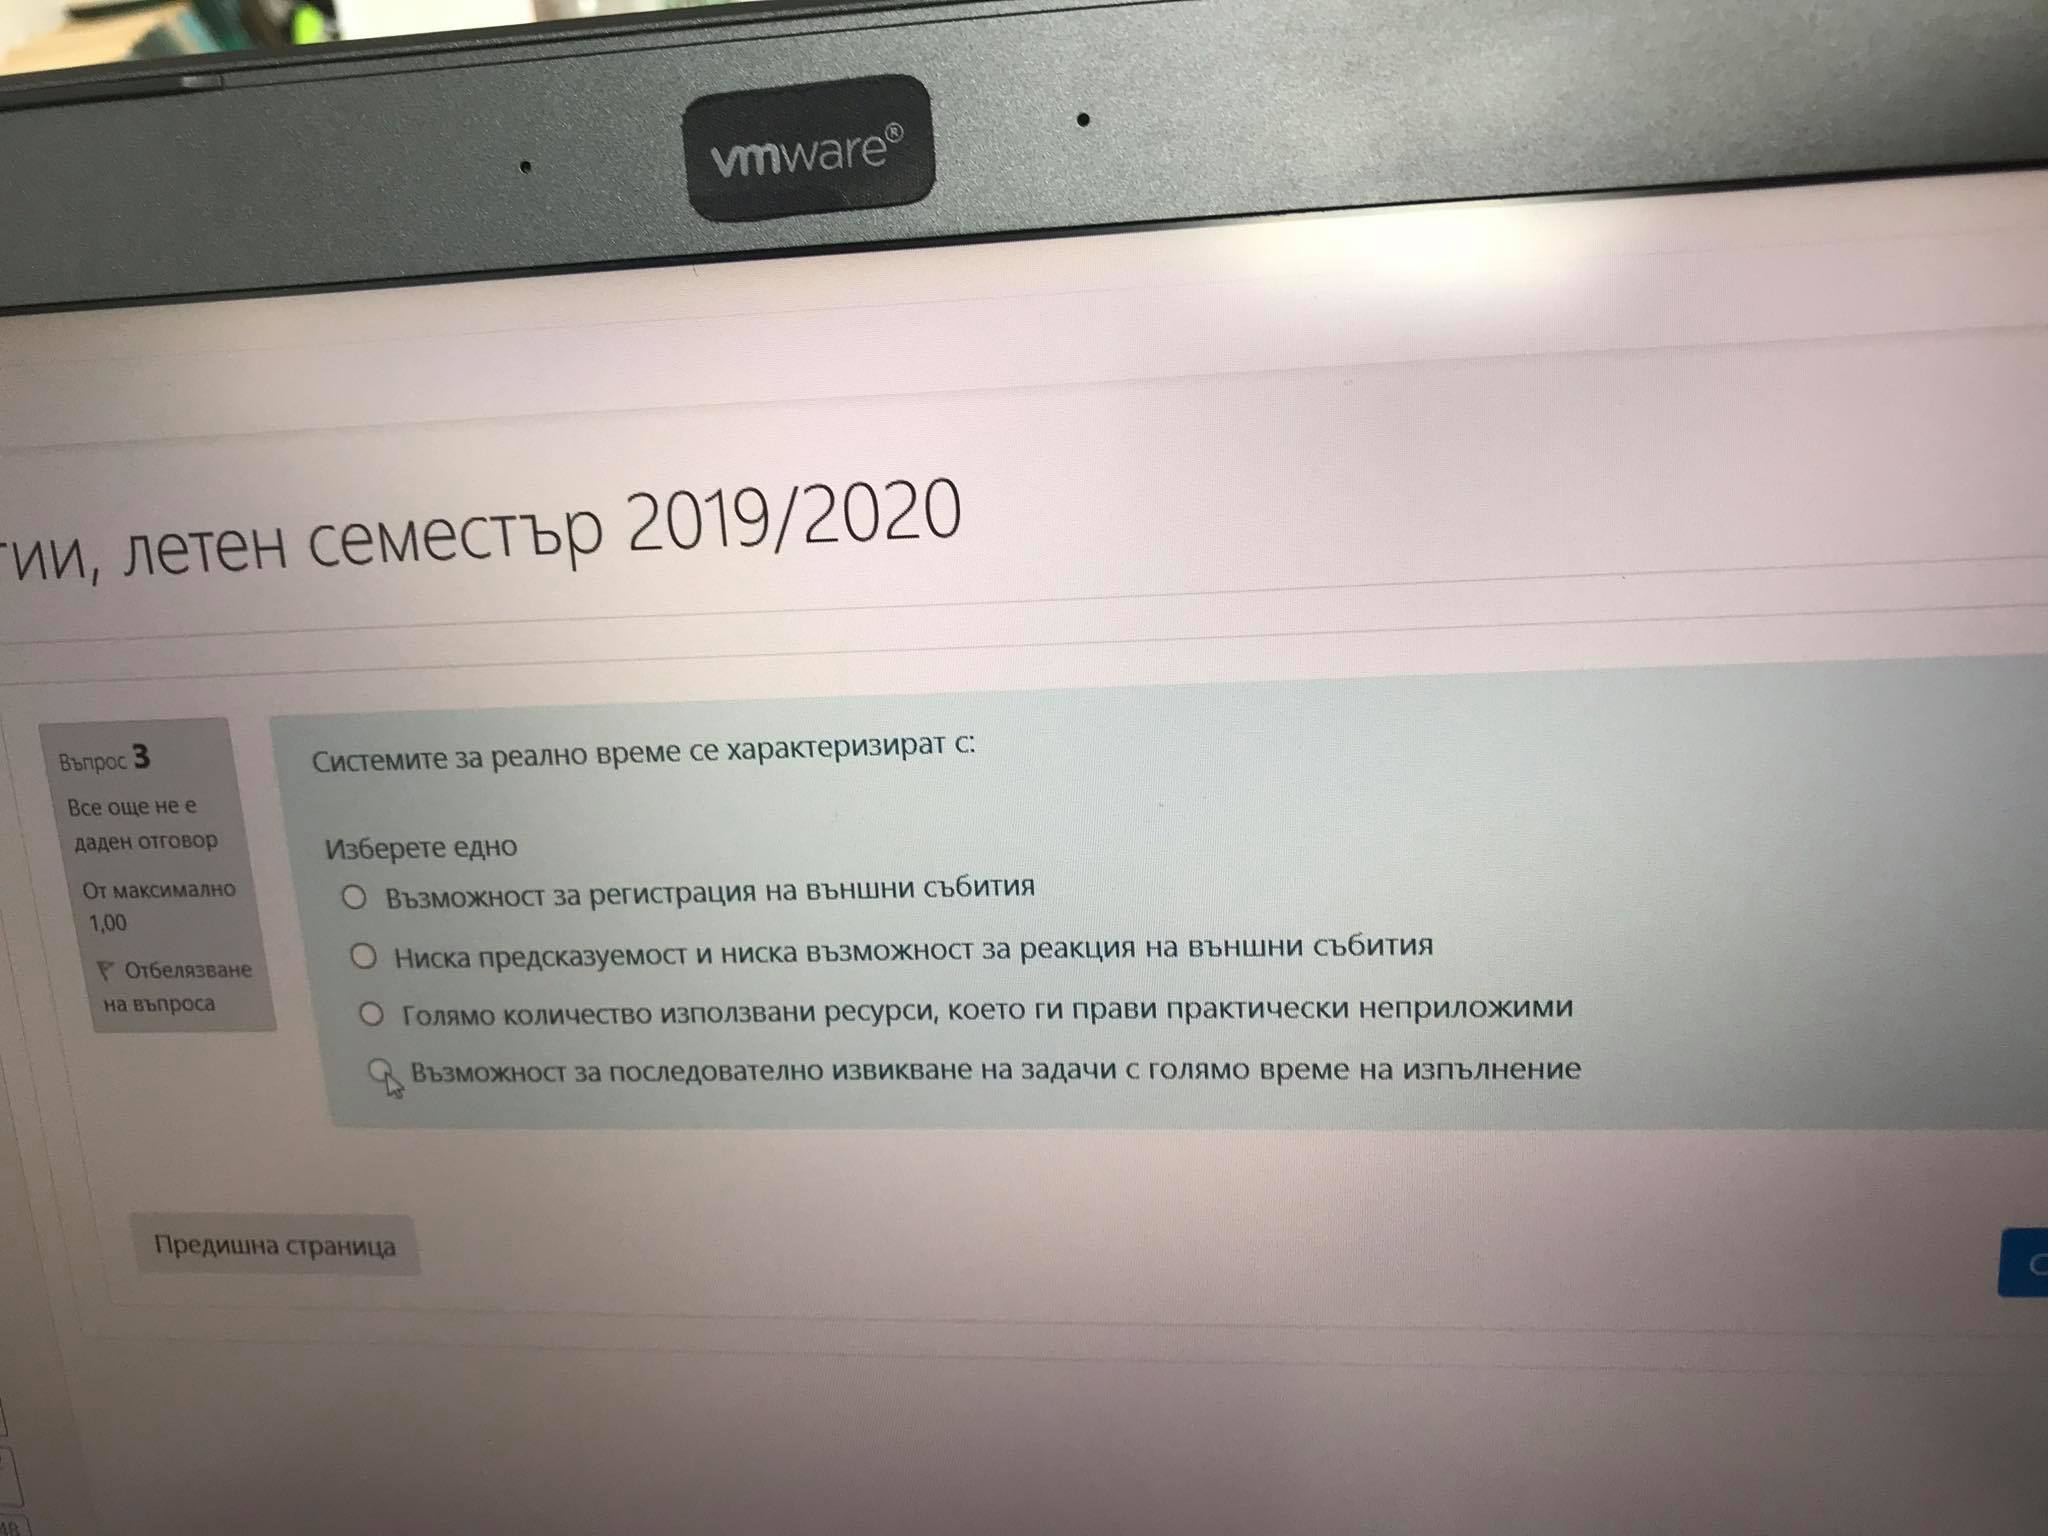 vmware®
гии, летен семестър 2019/2020
Въпрос 3
Все още не е
даден отговор
От максимално
1,00
Отбелязване
на въпроса
Системите за реално време се характеризират с:
Изберете едно
Възможност за регистрация на външни събития
Ниска предсказуемост и ниска възможност за реакция на външни събития
Голямо количество използвани ресурси, което ги прави практически неприложими
Възможност за последователно извикване на задачи с голямо време на изпълнение
Предишна страница
С
48